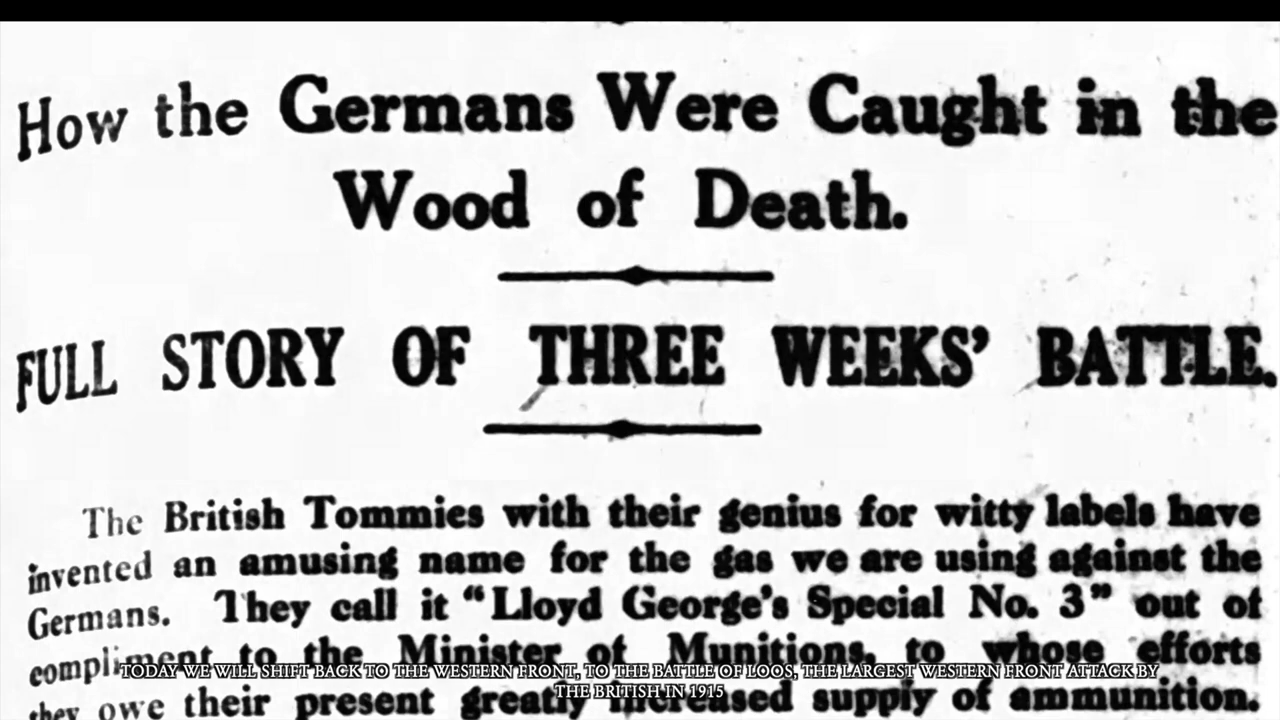 How the Germans Were Caught in the
Wood of Death.
FULL STORY OF THREE WEEKS' BATTLE.
The British Tommies with their genius for witty labels have
invented an amusing name for the gas we are using against the
Germans. They call it "Lloyd George's Special No. 3" out of
compliment to the Minister of Munitions, to whose efforts
they owe their present greatly increased supply of ammunition.
TODAY WE WILL SHIFT BACK TO THE WESTERN FRONT, TO THE BATTLE OF LOOS, THE LARGEST WESTERN FRONT ATTACK BY
THE BRITISH IN 1915